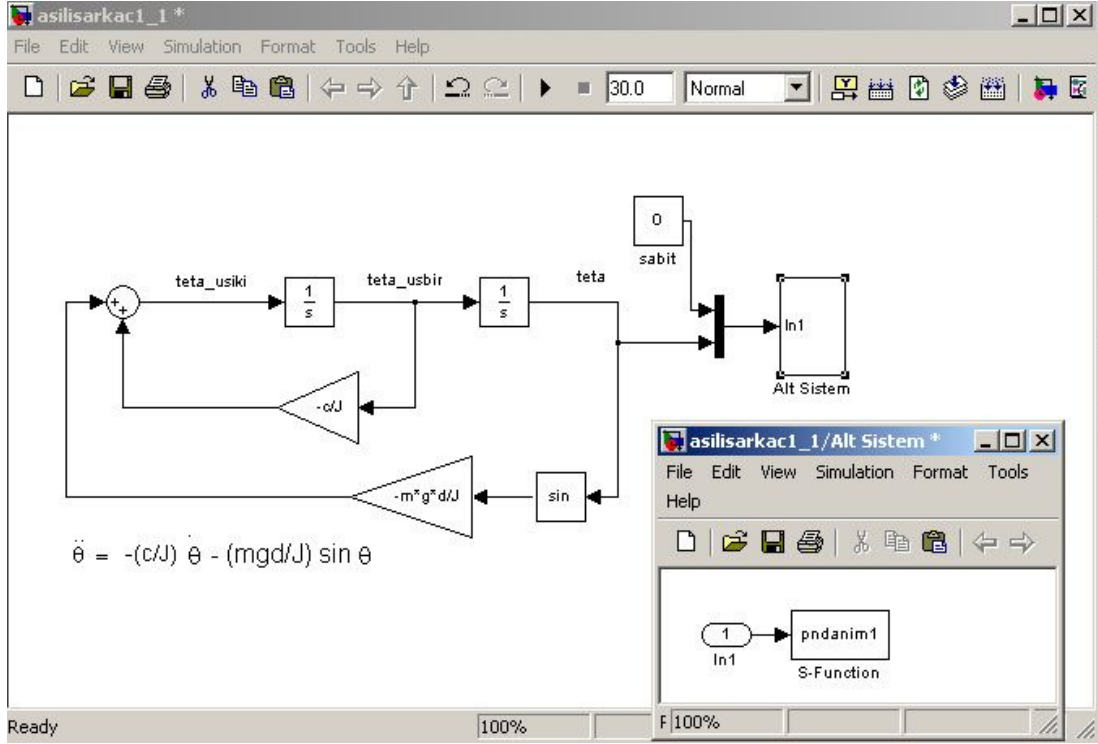 asilisarkac1_1 *
File Edit View Simulation Format Tools Help
30.0 Normal
0
sabit
teta_usiki
teta_usbir
teta
1
s
1
s
+
+
In1
Alt Sistem
-c/J
-m*g*d/J
sin
θ̈ = -(c/J) θ̇ - (mgd/J) sin θ
asilisarkac1_1/Alt Sistem *
File Edit View Simulation Format Tools
Help
1
In1
pndanim1
S-Function
Ready
100%
F 100%